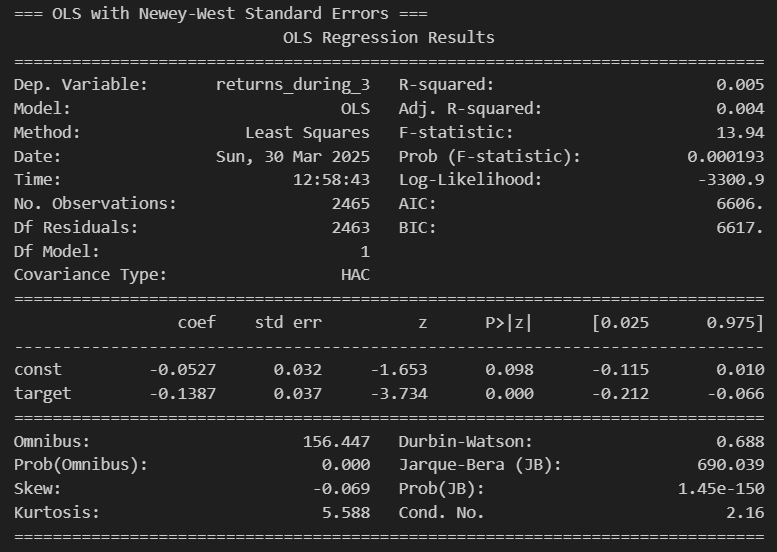 === OLS with Newey-West Standard Errors ===
                            OLS Regression Results
==============================================================================
Dep. Variable:       returns_during_3   R-squared:                       0.005
Model:                            OLS   Adj. R-squared:                  0.004
Method:                 Least Squares   F-statistic:                     13.94
Date:                Sun, 30 Mar 2025   Prob (F-statistic):           0.000193
Time:                        12:58:43   Log-Likelihood:                -3300.9
No. Observations:                2465   AIC:                             6606.
Df Residuals:                    2463   BIC:                             6617.
Df Model:                           1
Covariance Type:                  HAC
==============================================================================
                 coef    std err          z      P>|z|      [0.025      0.975]
------------------------------------------------------------------------------
const         -0.0527      0.032     -1.653      0.098      -0.115       0.010
target        -0.1387      0.037     -3.734      0.000      -0.212      -0.066
==============================================================================
Omnibus:                      156.447   Durbin-Watson:                   0.688
Prob(Omnibus):                  0.000   Jarque-Bera (JB):              690.039
Skew:                          -0.069   Prob(JB):                    1.45e-150
Kurtosis:                       5.588   Cond. No.                         2.16
==============================================================================